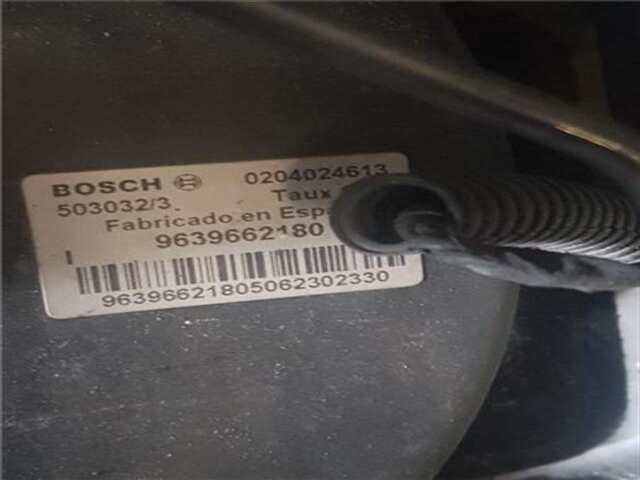 BOSCH 0204024613
503032/3. Taux
Fabricado en Esp
9639662180
I
96396621805062302330